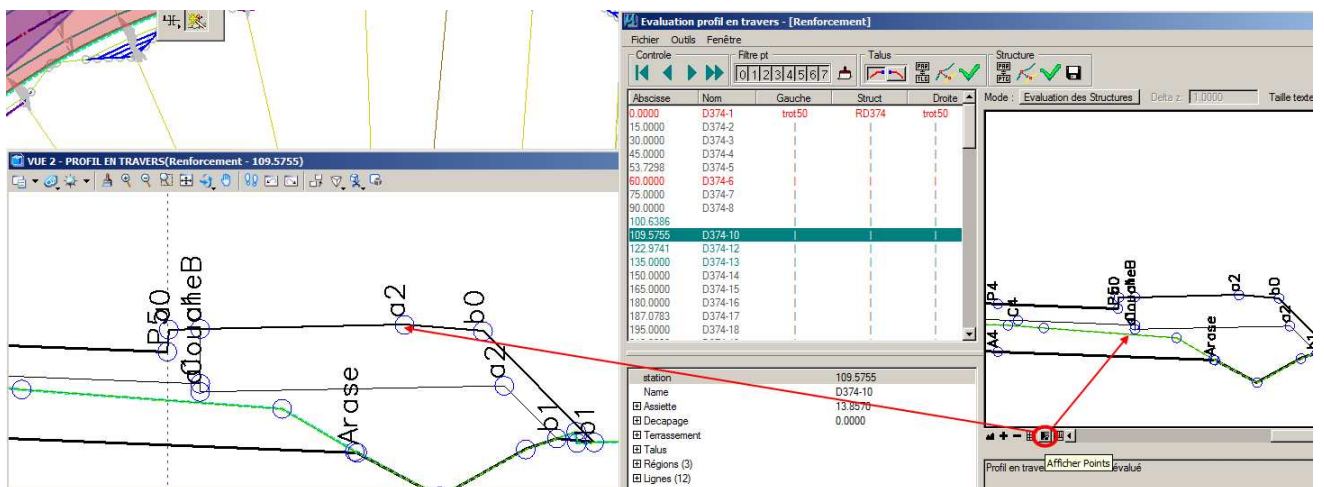 Evaluation profil en travers - [Renforcement]
Fichier Outils Fenêtre
Controle Filtre pt Talus Structure
0 1 2 3 4 5 6 7
Abscisse Nom Gauche Struct Droite
0.0000 D374-1 trot50 RD374 trot50
15.0000 D374-2
30.0000 D374-3
45.0000 D374-4
53.7298 D374-5
60.0000 D374-6
75.0000 D374-7
90.0000 D374-8
100.6386
109.5755 D374-10
122.9741 D374-12
135.0000 D374-13
150.0000 D374-14
165.0000 D374-15
180.0000 D374-16
187.0783 D374-17
195.0000 D374-18
station 109.5755
Name D374-10
Assiette 13.8570
Decapage 0.0000
Terrassement
Talus
Régions (3)
Lignes (12)
Mode : Evaluation des Structures Delta z: 1.0000 Taille texte
P4
C4
A4
a2
b0
a2
Arase
b1
Afficher Points
Profil en trave
évalué
VUE 2 - PROFIL EN TRAVERS(Renforcement - 109.5755)
a2
b0
a2
Arase
b1
b1